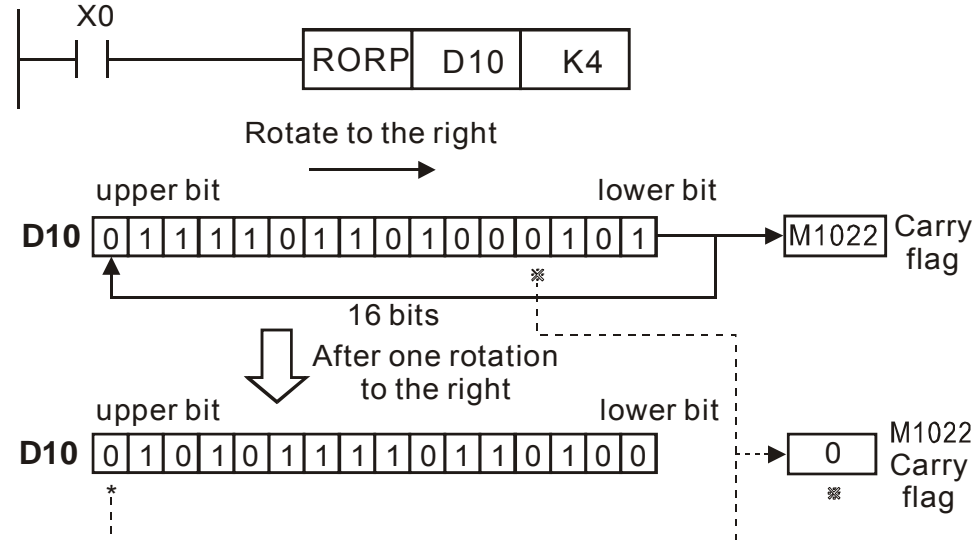 X0
RORP D10 K4
Rotate to the right
upper bit lower bit
D10 0 1 1 1 1 0 1 1 0 1 0 0 0 1 0 1 M1022 Carry flag
※
16 bits
After one rotation
to the right
upper bit lower bit
D10 0 1 0 1 0 1 1 1 1 0 1 1 0 1 0 0 0 M1022 Carry flag
* ※